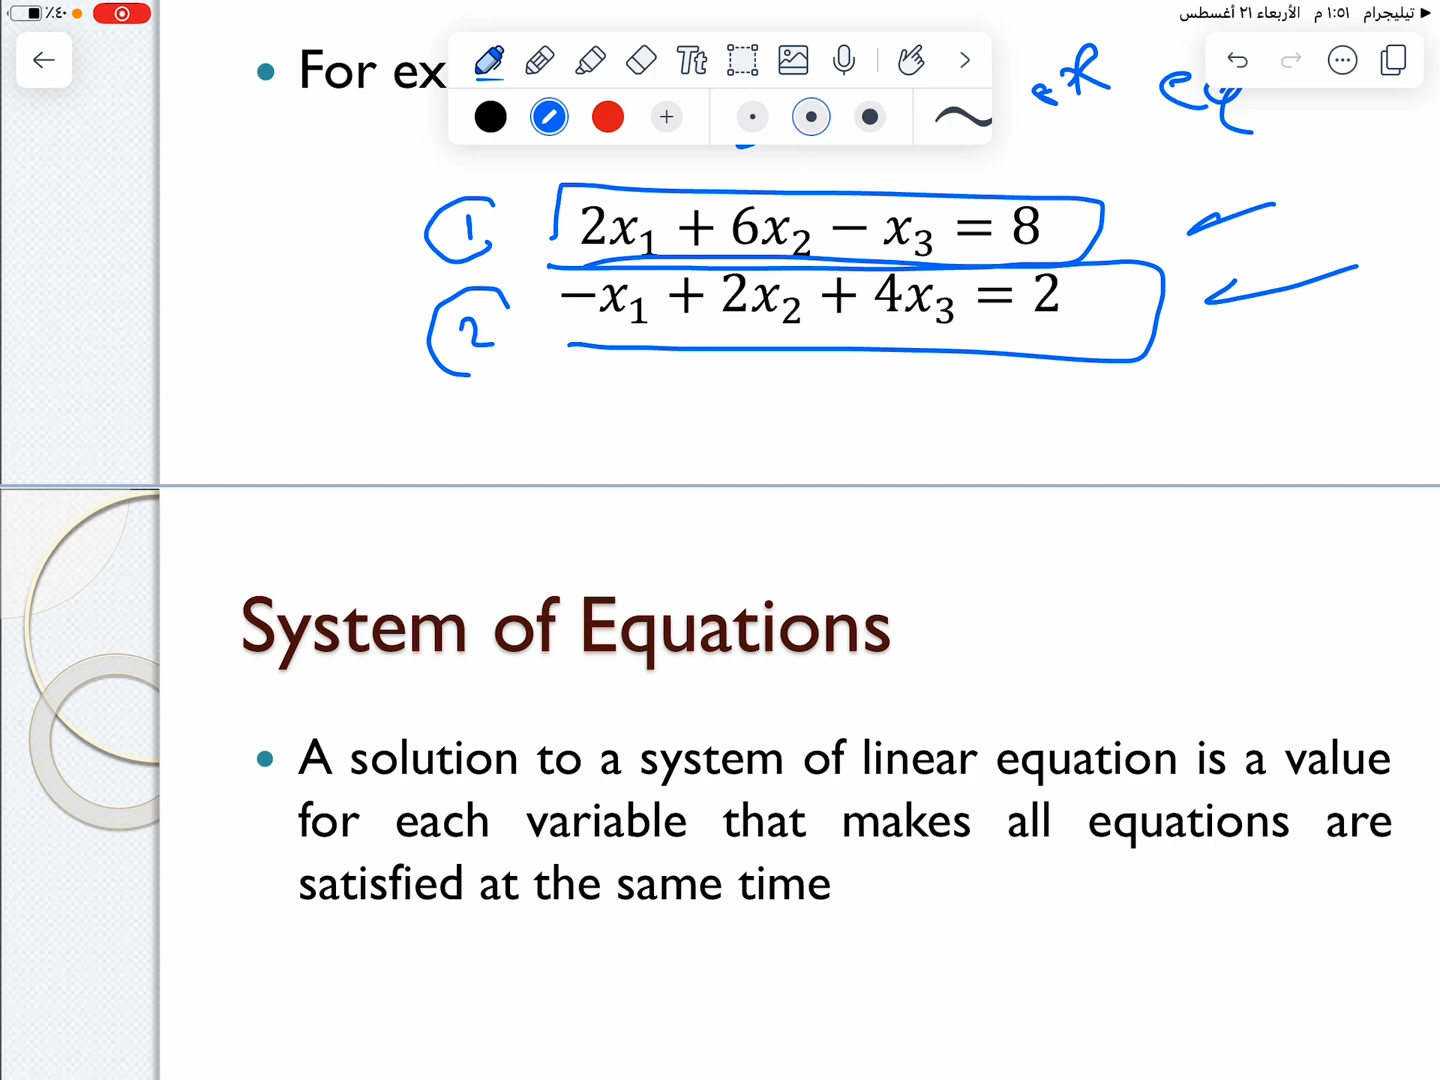 ٤٠٪
◀ تيليجرام ١:٥١ م الأربعاء ٢١ أغسطس
• For ex
Tt
eq
1
2x₁ + 6x₂ − x₃ = 8
2
−x₁ + 2x₂ + 4x₃ = 2
System of Equations
• A solution to a system of linear equation is a value
for each variable that makes all equations are
satisfied at the same time